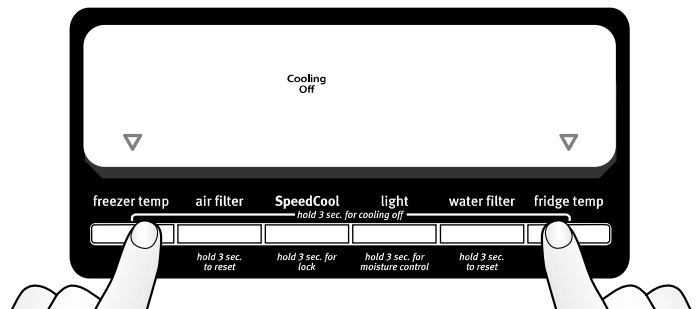 Cooling
Off
freezer temp air filter SpeedCool light water filter fridge temp
hold 3 sec. for cooling off
hold 3 sec. to reset
hold 3 sec. for lock
hold 3 sec. for moisture control
hold 3 sec. to reset